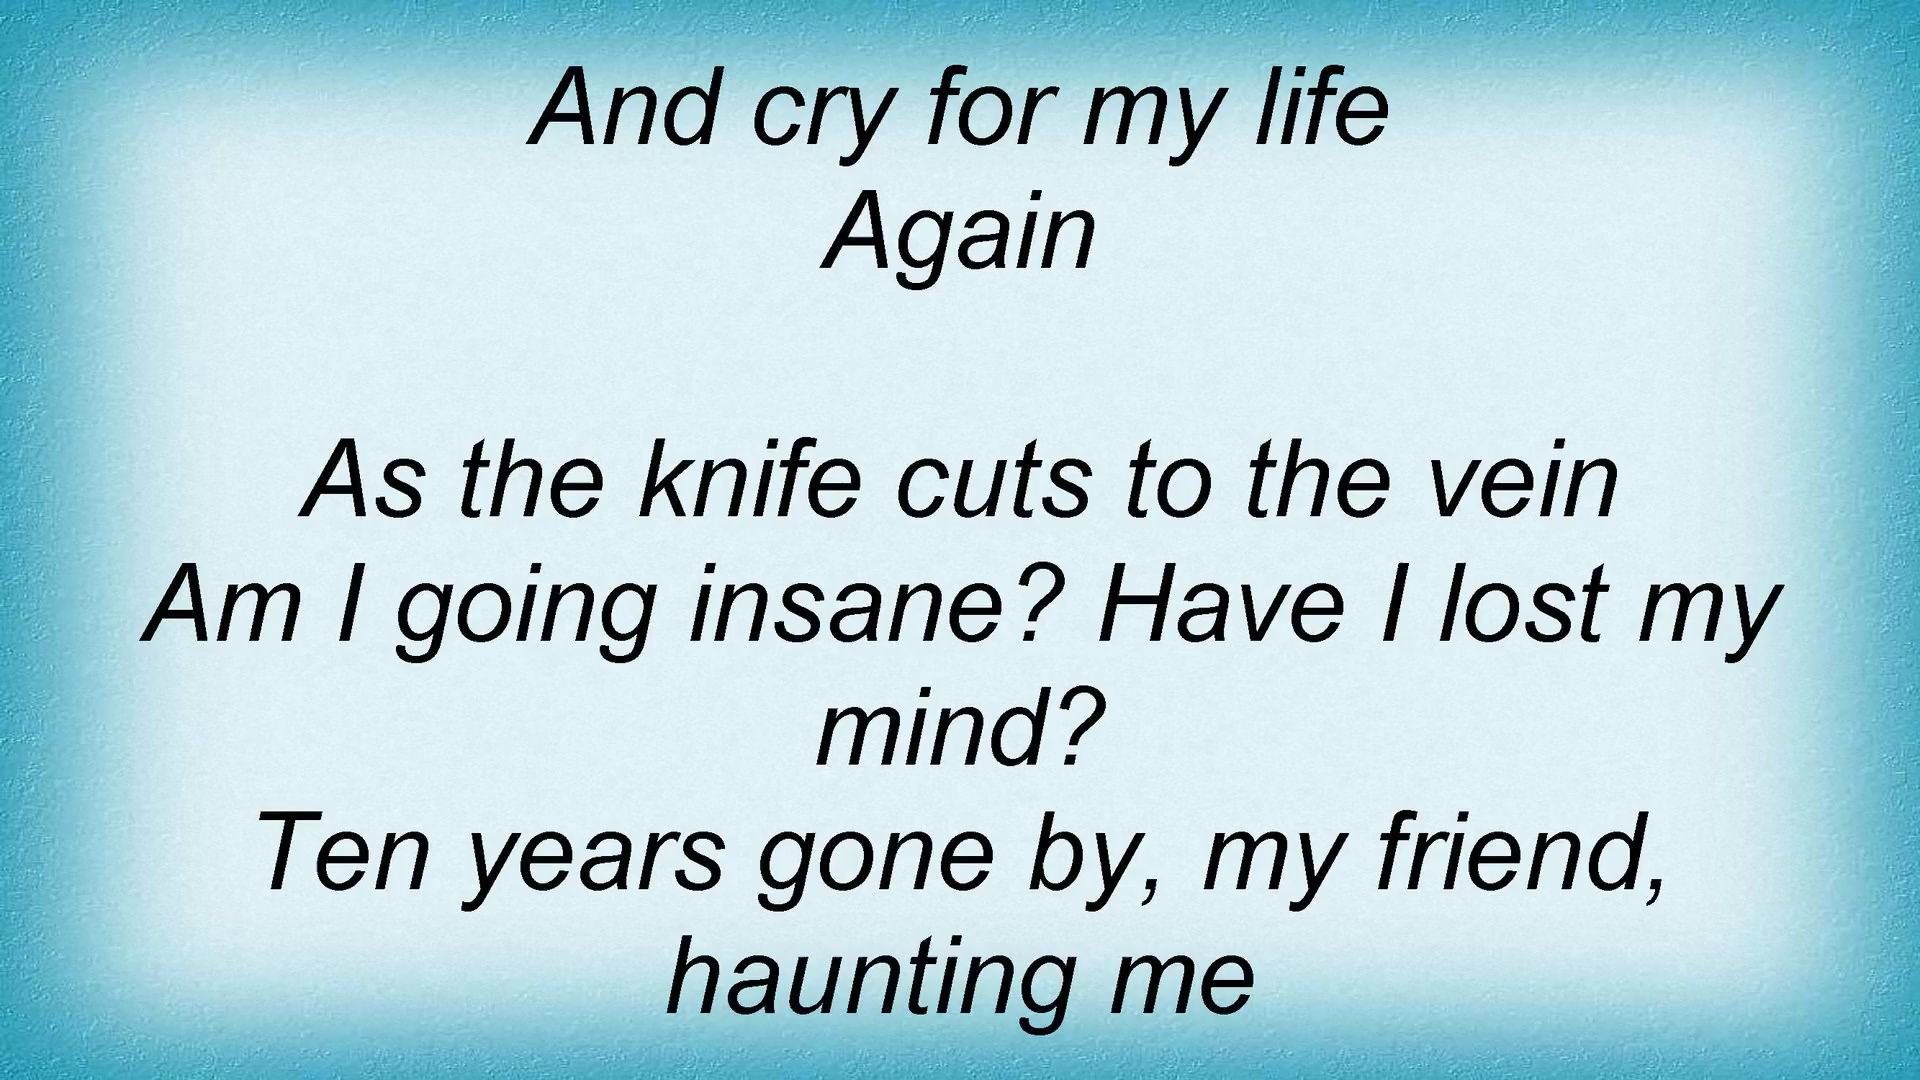 And cry for my life
Again
As the knife cuts to the vein
Am I going insane? Have I lost my
mind?
Ten years gone by, my friend,
haunting me